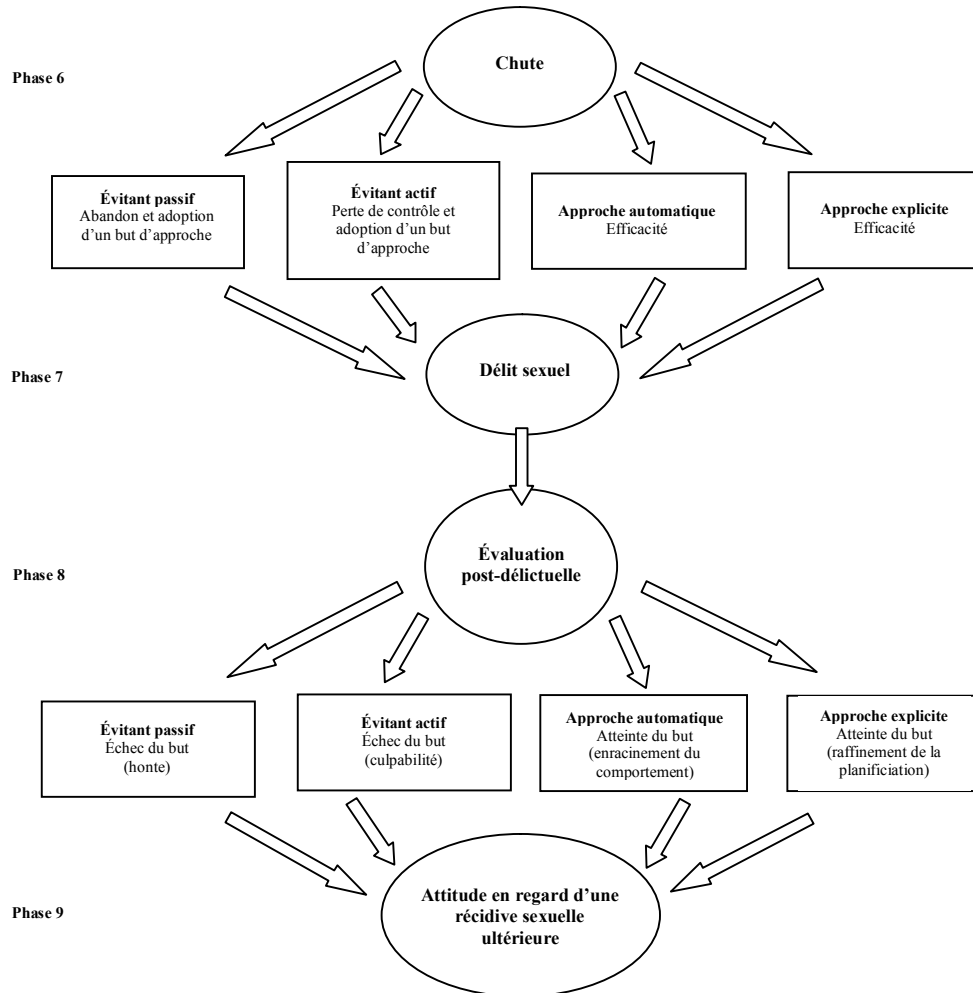 Phase 6
Chute
Évitant passif
Abandon et adoption
d’un but d’approche
Évitant actif
Perte de contrôle et
adoption d’un but
d’approche
Approche automatique
Efficacité
Approche explicite
Efficacité
Phase 7
Délit sexuel
Phase 8
Évaluation
post-délictuelle
Évitant passif
Échec du but
(honte)
Évitant actif
Échec du but
(culpabilité)
Approche automatique
Atteinte du but
(enracinement du
comportement)
Approche explicite
Atteinte du but
(raffinement de la
planificiation)
Phase 9
Attitude en regard d’une
récidive sexuelle
ultérieure